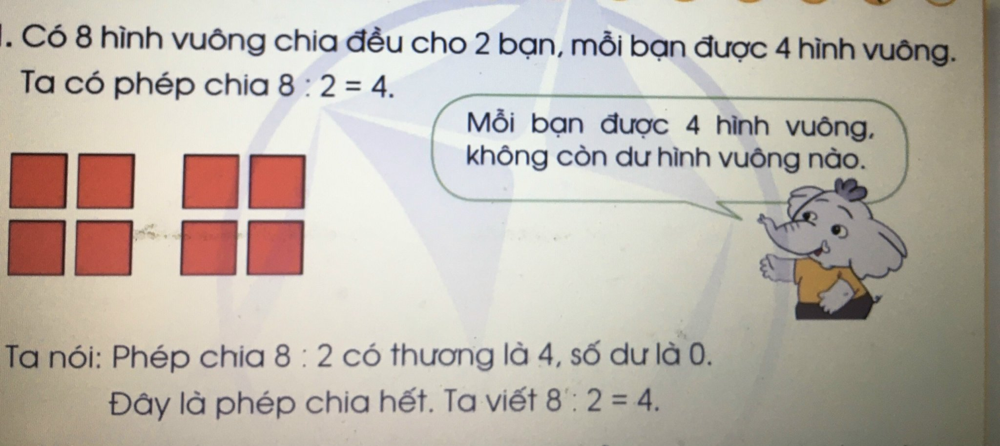 1. Có 8 hình vuông chia đều cho 2 bạn, mỗi bạn được 4 hình vuông.
Ta có phép chia 8 : 2 = 4.
Mỗi bạn được 4 hình vuông,
không còn dư hình vuông nào.
Ta nói: Phép chia 8 : 2 có thương là 4, số dư là 0.
Đây là phép chia hết. Ta viết 8 : 2 = 4.